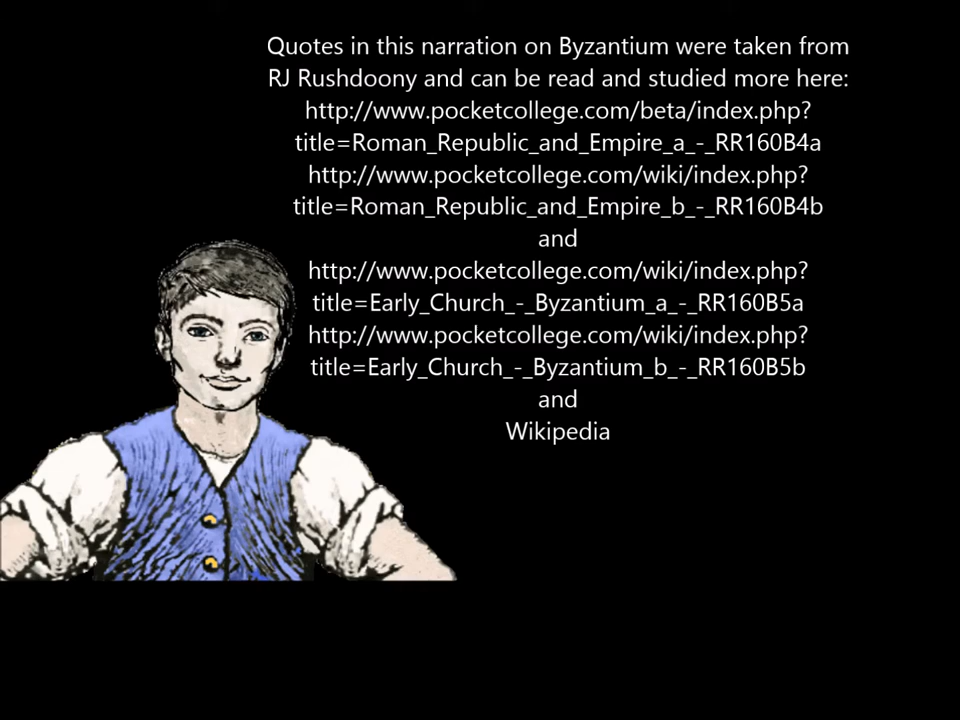 Quotes in this narration on Byzantium were taken from
RJ Rushdoony and can be read and studied more here:
http://www.pocketcollege.com/beta/index.php?
title=Roman_Republic_and_Empire_a_-_RR160B4a
http://www.pocketcollege.com/wiki/index.php?
title=Roman_Republic_and_Empire_b_-_RR160B4b
and
http://www.pocketcollege.com/wiki/index.php?
title=Early_Church_-_Byzantium_a_-_RR160B5a
http://www.pocketcollege.com/wiki/index.php?
title=Early_Church_-_Byzantium_b_-_RR160B5b
and
Wikipedia